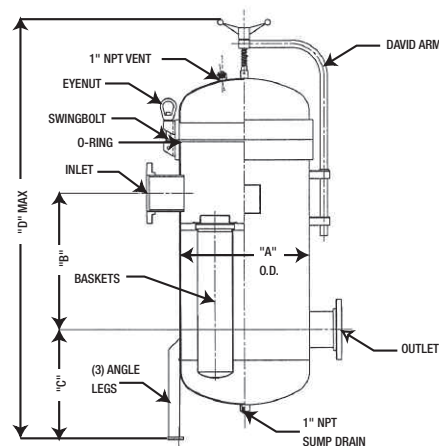 1" NPT VENT
DAVID ARM
EYENUT
SWINGBOLT
O-RING
INLET
"D" MAX
"B"
"A"
O.D.
BASKETS
OUTLET
"C"
(3) ANGLE
LEGS
1" NPT
SUMP DRAIN